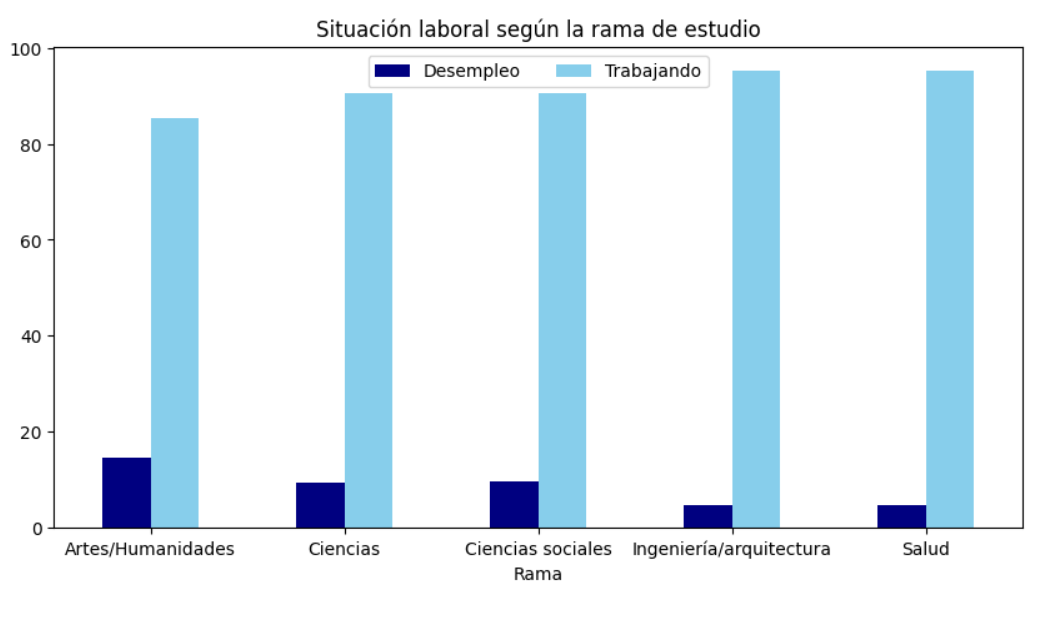 Situación laboral según la rama de estudio
Desempleo Trabajando
100
80
60
40
20
0
Artes/Humanidades Ciencias Ciencias sociales Ingeniería/arquitectura Salud
Rama